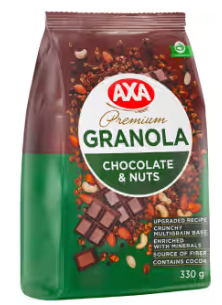 AXA
Premium
GRANOLA
CHOCOLATE
& NUTS
UPGRADED RECIPE
CRUNCHY
MULTIGRAIN BASE
ENRICHED
WITH MINERALS
SOURCE OF FIBER
CONTAINS COCOA
330 g